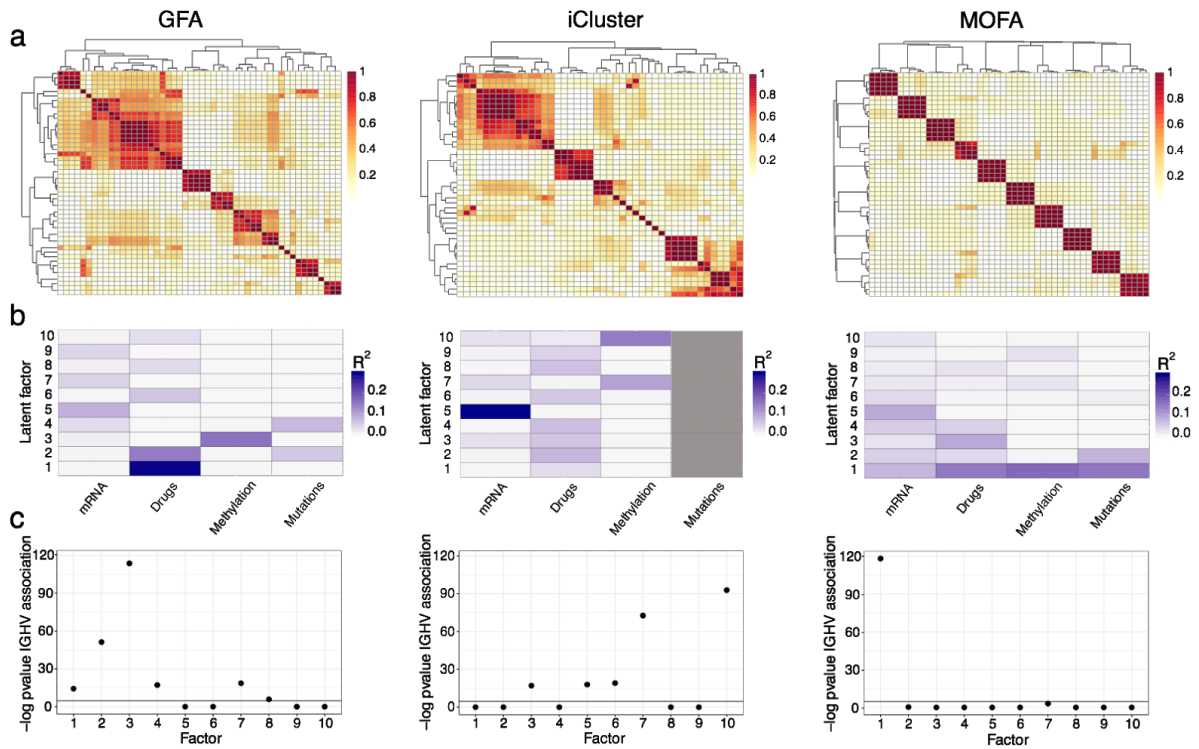 GFA
iCluster
MOFA
a
1
0.8
0.6
0.4
0.2
1
0.8
0.6
0.4
0.2
1
0.8
0.6
0.4
0.2
b
Latent factor
10
9
8
7
6
5
4
3
2
1
mRNA
Drugs
Methylation
Mutations
R²
0.2
0.1
0.0
Latent factor
10
9
8
7
6
5
4
3
2
1
mRNA
Drugs
Methylation
Mutations
R²
0.2
0.1
0.0
Latent factor
10
9
8
7
6
5
4
3
2
1
mRNA
Drugs
Methylation
Mutations
R²
0.2
0.1
0.0
c
−log pvalue IGHV association
120
90
60
30
0
1 2 3 4 5 6 7 8 9 10
Factor
−log pvalue IGHV association
120
90
60
30
0
1 2 3 4 5 6 7 8 9 10
Factor
−log pvalue IGHV association
120
90
60
30
0
1 2 3 4 5 6 7 8 9 10
Factor